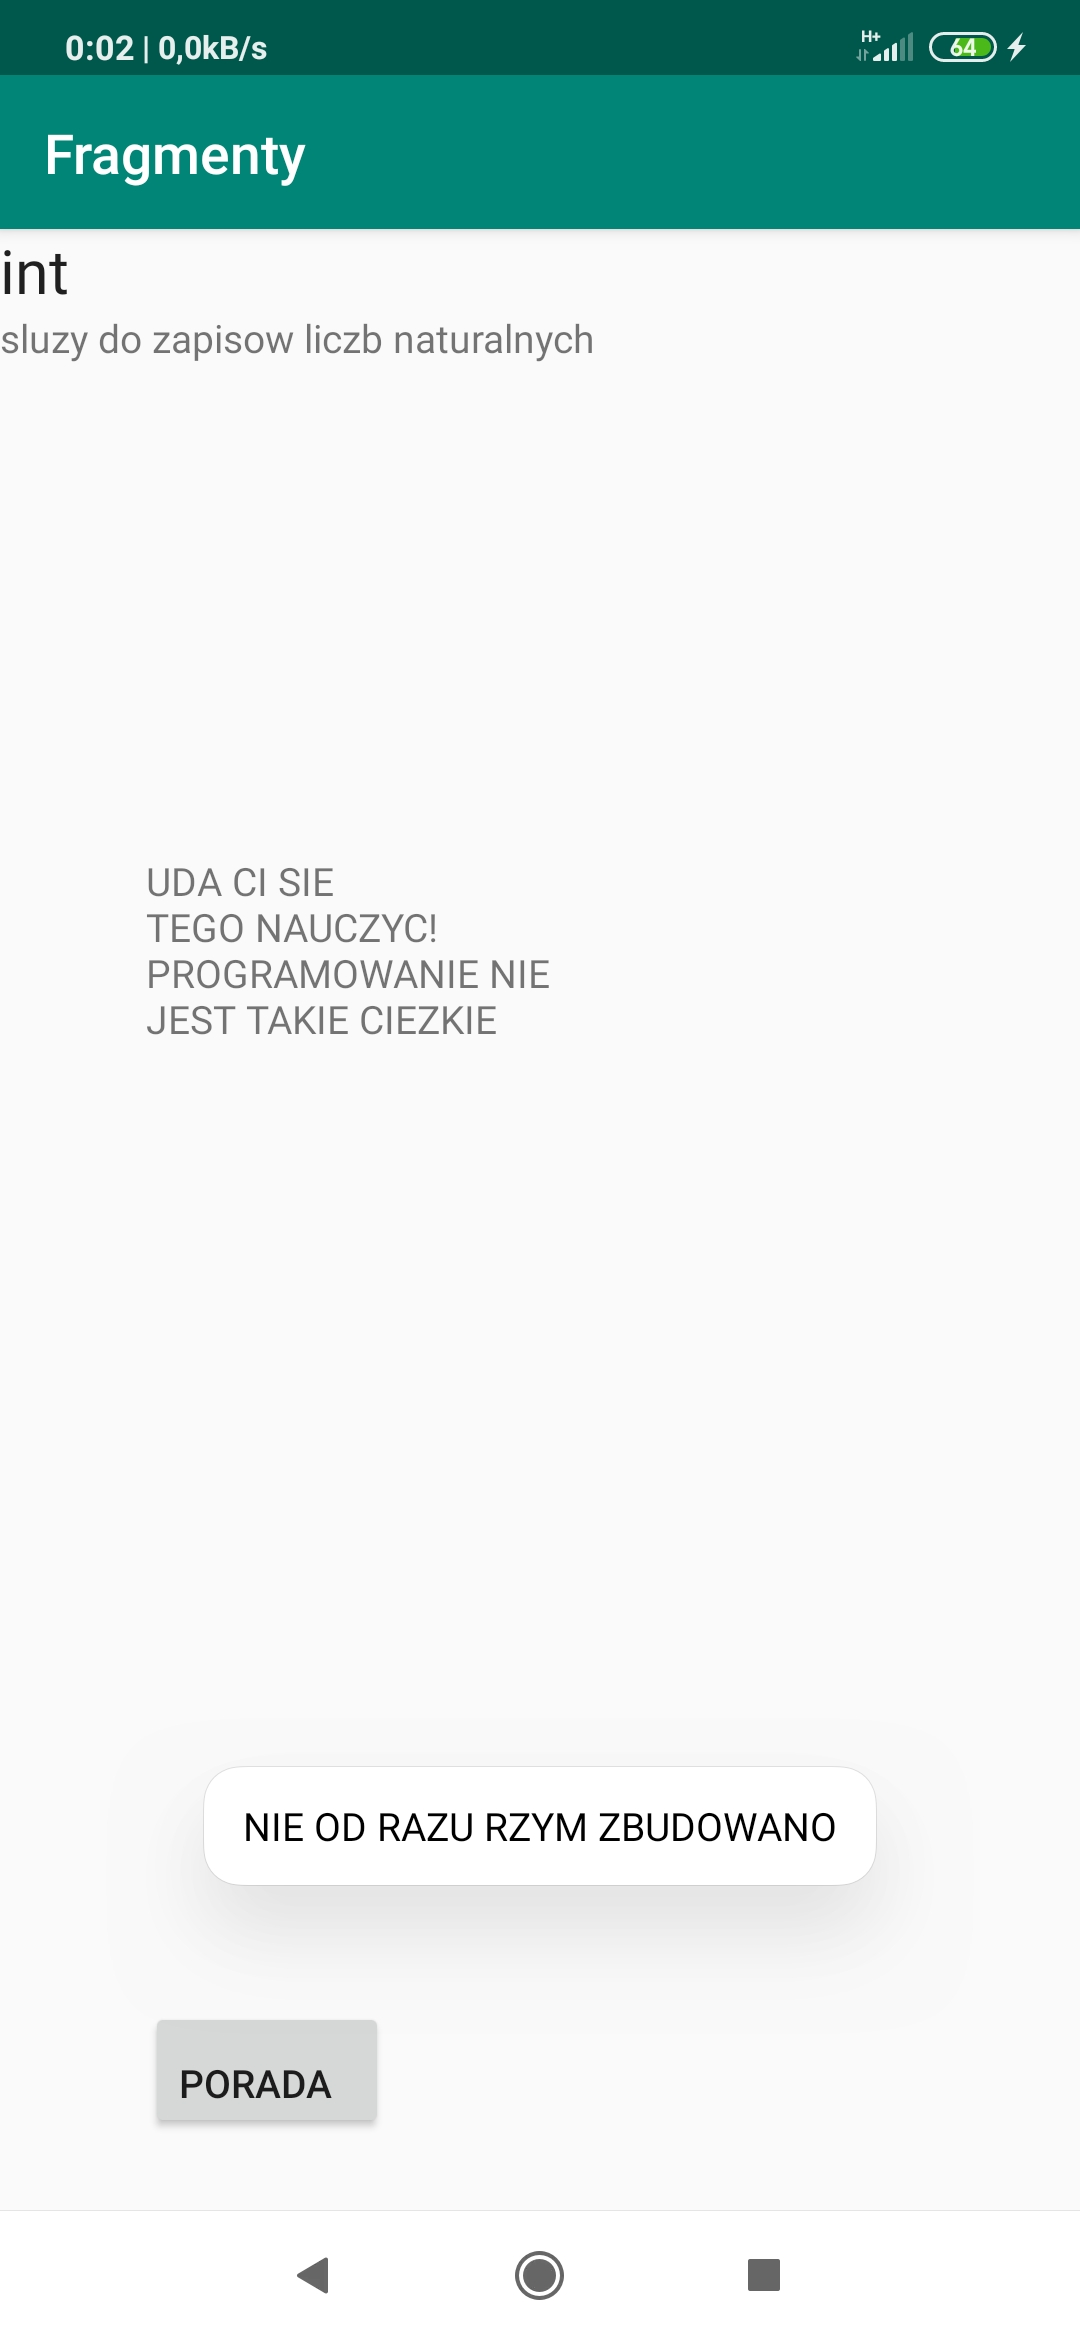 0:02 | 0,0kB/s
H+
64
Fragmenty
int
sluzy do zapisow liczb naturalnych
UDA CI SIE
TEGO NAUCZYC!
PROGRAMOWANIE NIE
JEST TAKIE CIEZKIE
NIE OD RAZU RZYM ZBUDOWANO
PORADA